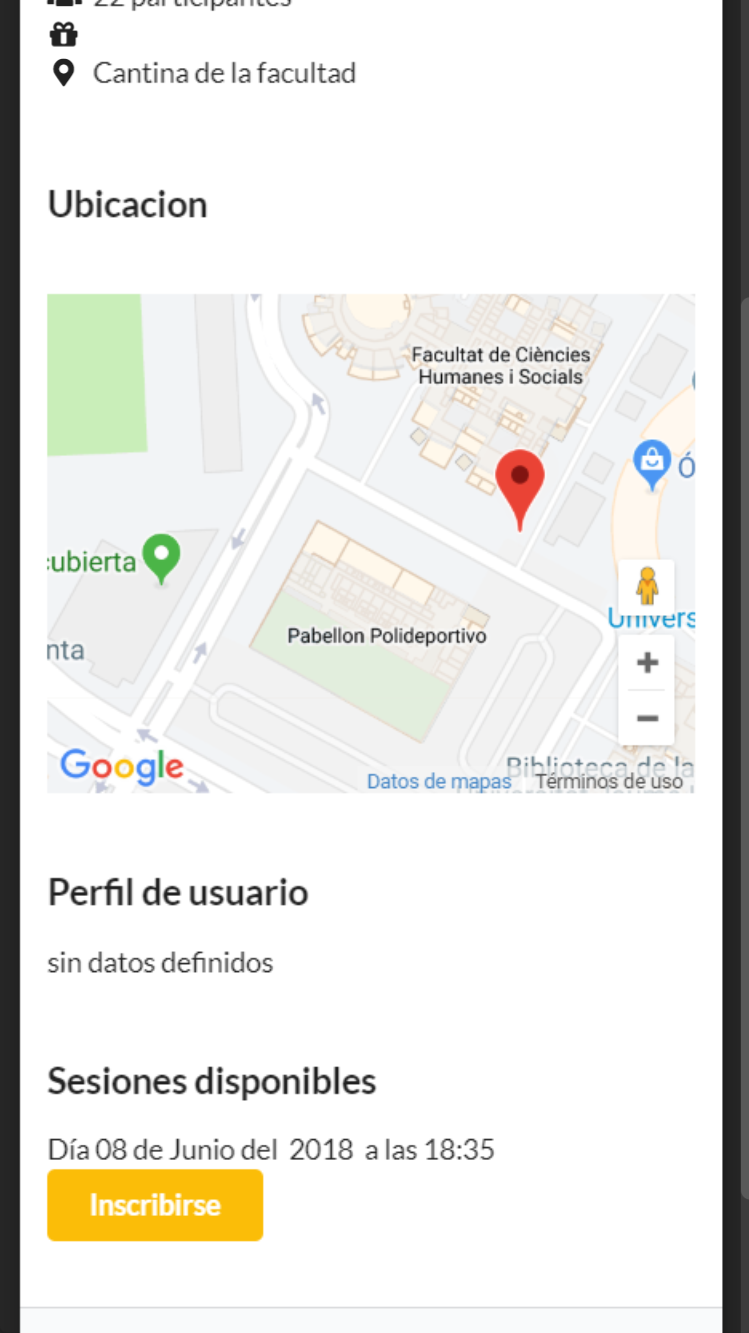 22 participantes
Cantina de la facultad
Ubicacion
Facultat de Ciències
Humanes i Socials
Ó
cubierta
Univers
nta
Pabellon Polideportivo
Biblioteca de la
Google
Datos de mapas
Términos de uso
Perfil de usuario
sin datos definidos
Sesiones disponibles
Día 08 de Junio del 2018 a las 18:35
Inscribirse